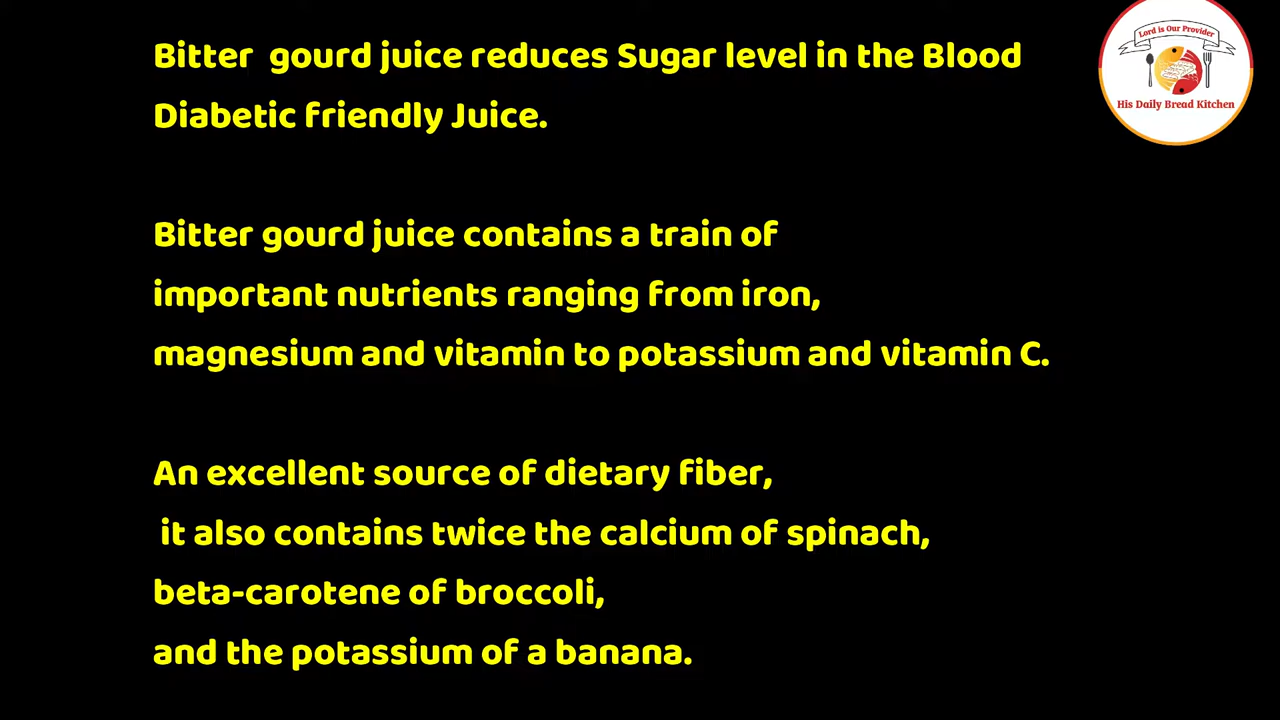 Bitter  gourd juice reduces Sugar level in the Blood
Diabetic friendly Juice.
Bitter gourd juice contains a train of
important nutrients ranging from iron,
magnesium and vitamin to potassium and vitamin C.
An excellent source of dietary fiber,
it also contains twice the calcium of spinach,
beta-carotene of broccoli,
and the potassium of a banana.
Lord is Our Provider
His Daily Bread Kitchen